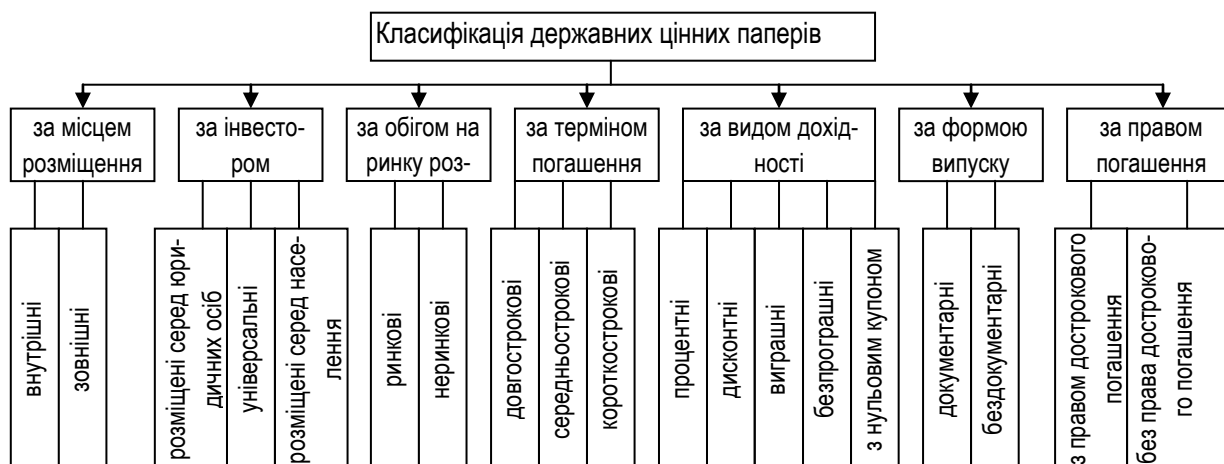 Класифікація державних цінних паперів
за місцем
розміщення
за інвесто-
ром
за обігом на
ринку роз-
за терміном
погашення
за видом дохід-
ності
за формою
випуску
за правом
погашення
внутрішні
зовнішні
розміщені серед юри-
дичних осіб
універсальні
розміщені серед насе-
лення
ринкові
неринкові
довгострокові
середньострокові
короткострокові
процентні
дисконтні
виграшні
безпрограшні
з нульовим купоном
документарні
бездокументарні
з правом дострокового
погашення
без права достроково-
го погашення